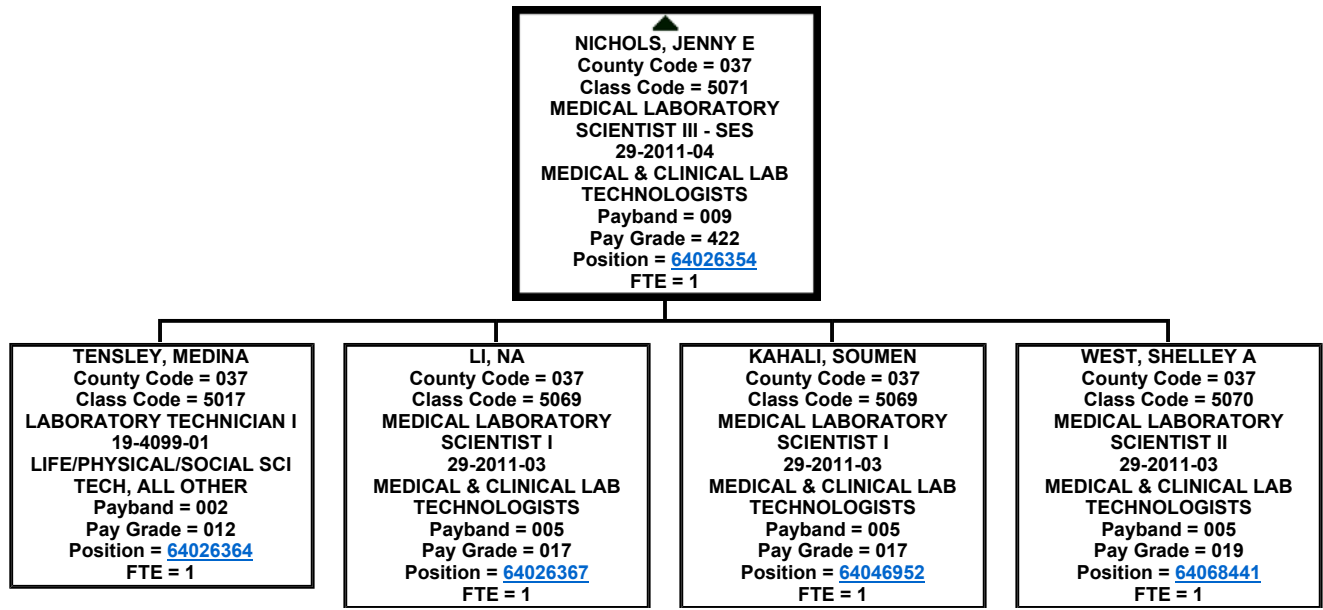 NICHOLS, JENNY E
County Code = 037
Class Code = 5071
MEDICAL LABORATORY
SCIENTIST III - SES
29-2011-04
MEDICAL & CLINICAL LAB
TECHNOLOGISTS
Payband = 009
Pay Grade = 422
Position = 64026354
FTE = 1
TENSLEY, MEDINA
County Code = 037
Class Code = 5017
LABORATORY TECHNICIAN I
19-4099-01
LIFE/PHYSICAL/SOCIAL SCI
TECH, ALL OTHER
Payband = 002
Pay Grade = 012
Position = 64026364
FTE = 1
LI, NA
County Code = 037
Class Code = 5069
MEDICAL LABORATORY
SCIENTIST I
29-2011-03
MEDICAL & CLINICAL LAB
TECHNOLOGISTS
Payband = 005
Pay Grade = 017
Position = 64026367
FTE = 1
KAHALI, SOUMEN
County Code = 037
Class Code = 5069
MEDICAL LABORATORY
SCIENTIST I
29-2011-03
MEDICAL & CLINICAL LAB
TECHNOLOGISTS
Payband = 005
Pay Grade = 017
Position = 64046952
FTE = 1
WEST, SHELLEY A
County Code = 037
Class Code = 5070
MEDICAL LABORATORY
SCIENTIST II
29-2011-03
MEDICAL & CLINICAL LAB
TECHNOLOGISTS
Payband = 005
Pay Grade = 019
Position = 64068441
FTE = 1